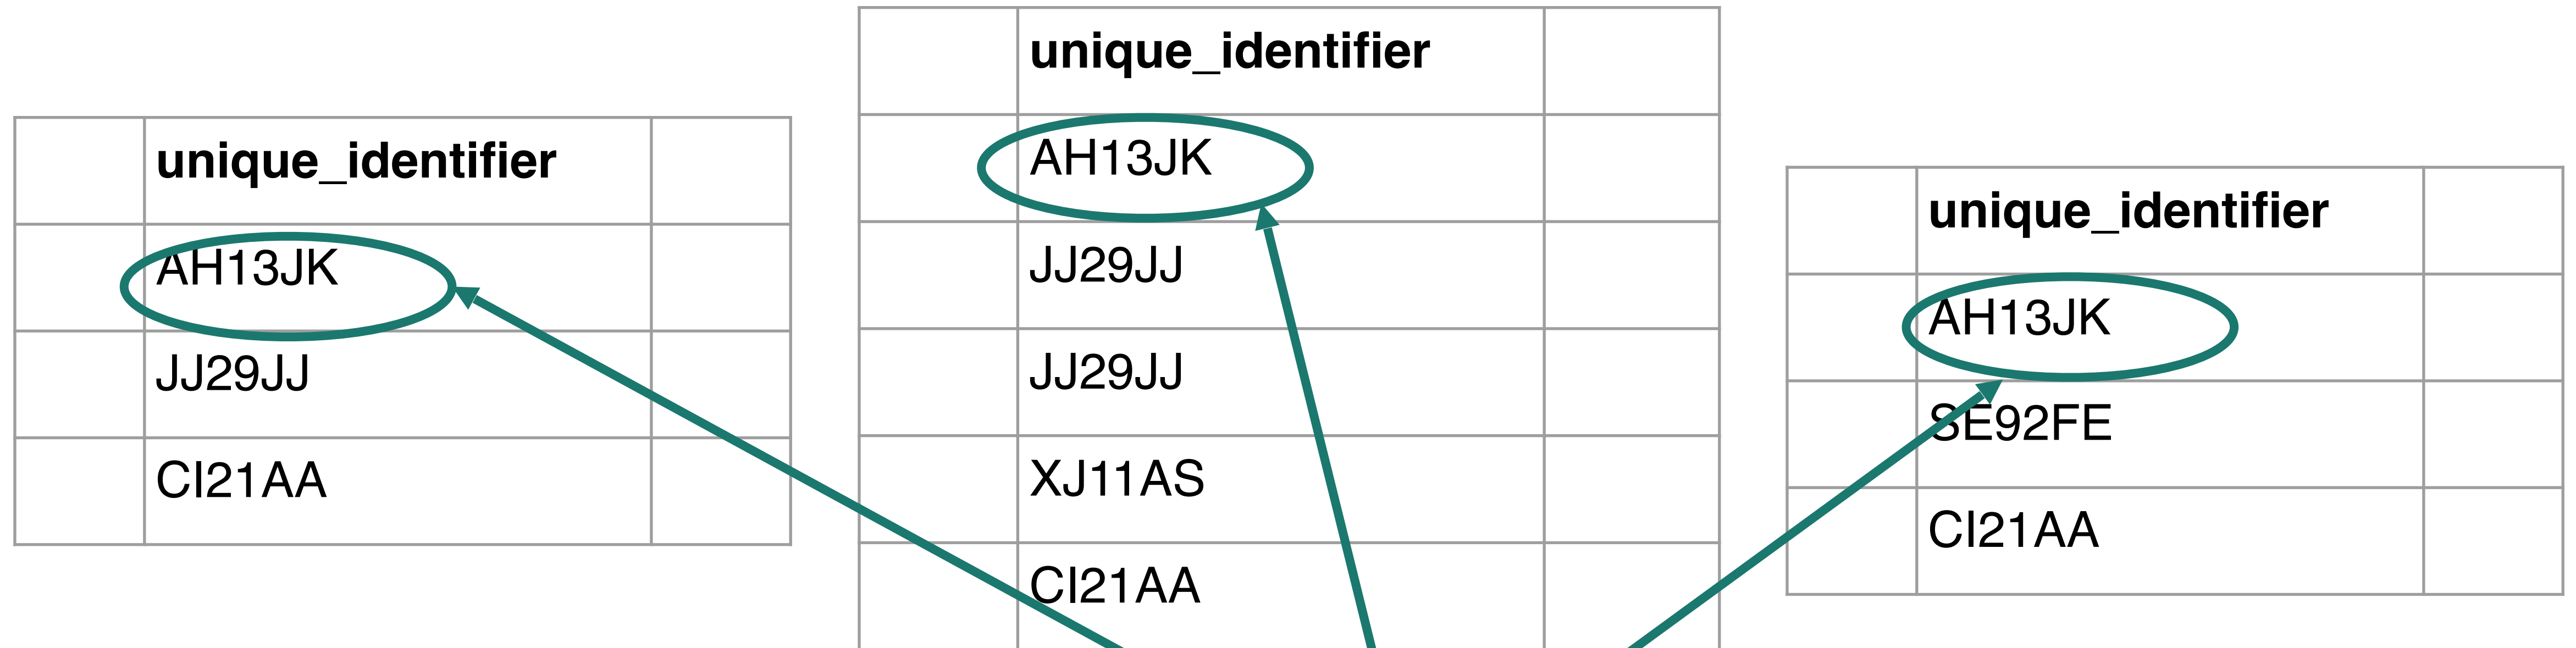 unique_identifier
AH13JK
JJ29JJ
CI21AA
unique_identifier
AH13JK
JJ29JJ
JJ29JJ
XJ11AS
CI21AA
unique_identifier
AH13JK
SE92FE
CI21AA